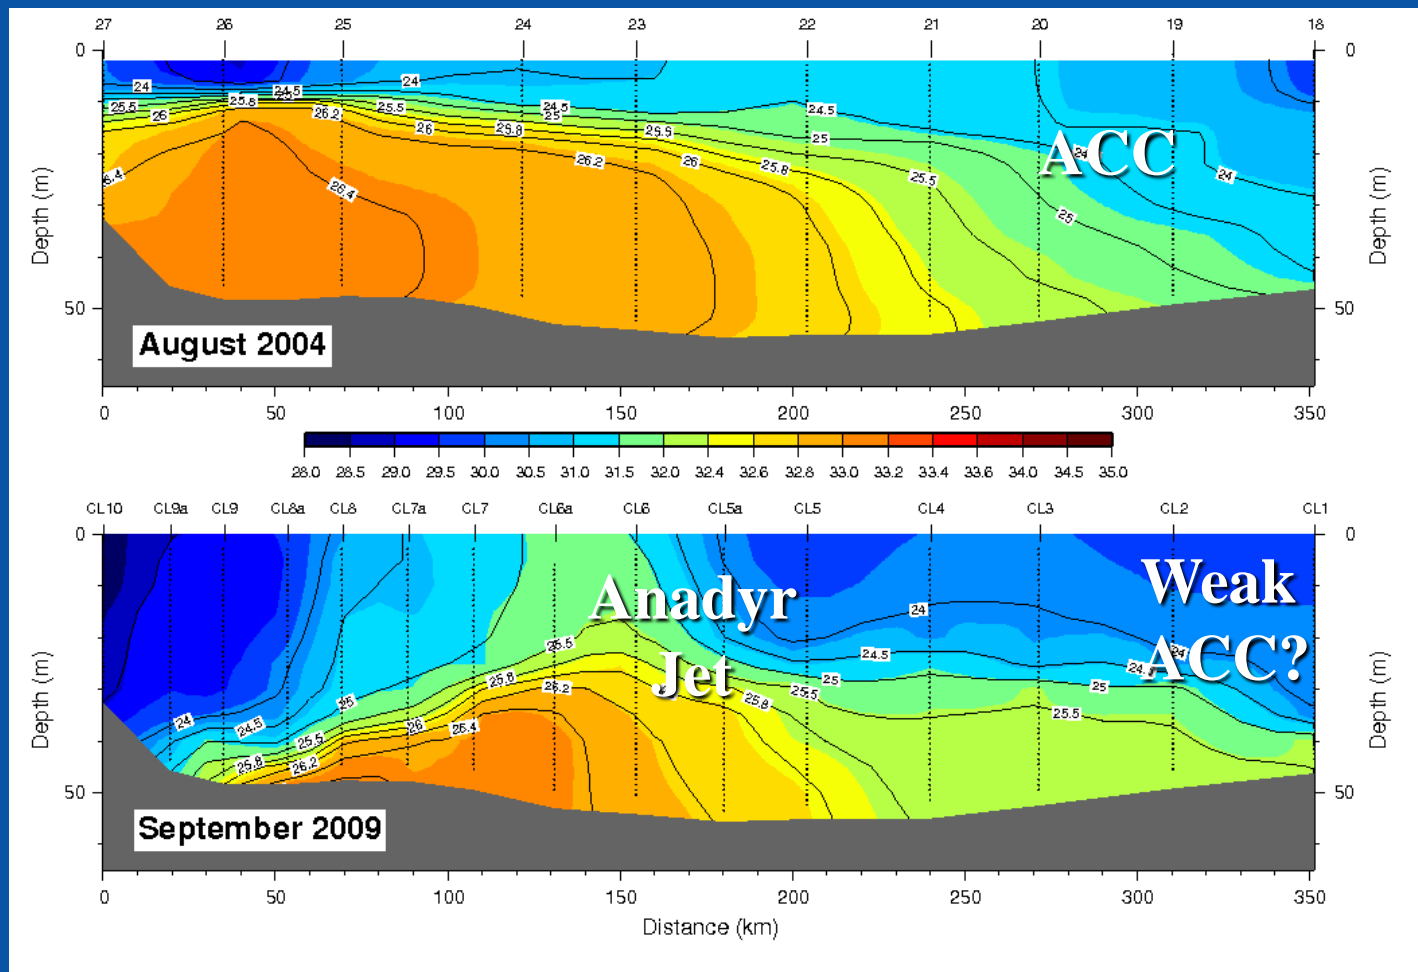 27 26 25 24 23 22 21 20 19 18
0 0
24 24 24.5 24.5
25.5 25.8 25.5 24.5 24.5
26 26.2 25 25
26 25.8 25.5
26.2 26 25.8 24 24
26.4 26.4 25.5 25
ACC
Depth (m) Depth (m)
50 50
August 2004
0 50 100 150 200 250 300 350
28.0 28.5 29.0 29.5 30.0 30.5 31.0 31.5 32.0 32.4 32.6 32.8 33.0 33.2 33.4 33.6 34.0 34.5 35.0
CL10 CL9a CL9 CL8a CL8 CL7a CL7 CL6a CL6 CL5a CL5 CL4 CL3 CL2 CL1
0 0
Anadyr
Jet
Weak
ACC?
24
25.5 24.5 24
25.8 25 24.5
26.2 25.5 25
25 25.8 25.5
24 24.5 26 26.4
25.5
25.8 26.2
Depth (m) Depth (m)
50 50
September 2009
0 50 100 150 200 250 300 350
Distance (km)